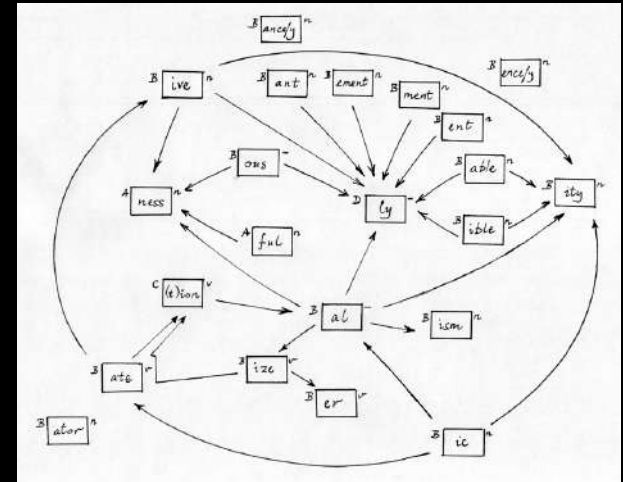 B ance/y n
B ence/y n
B ive n
B ant n
B ement n
B ment n
B ent n
B ous -
B able n
A ness n
D ly -
B ity n
A ful n
B ible n
C (t)ion v
B al -
B ism n
B ate v
B ize v
B er v
B ator n
B ic n